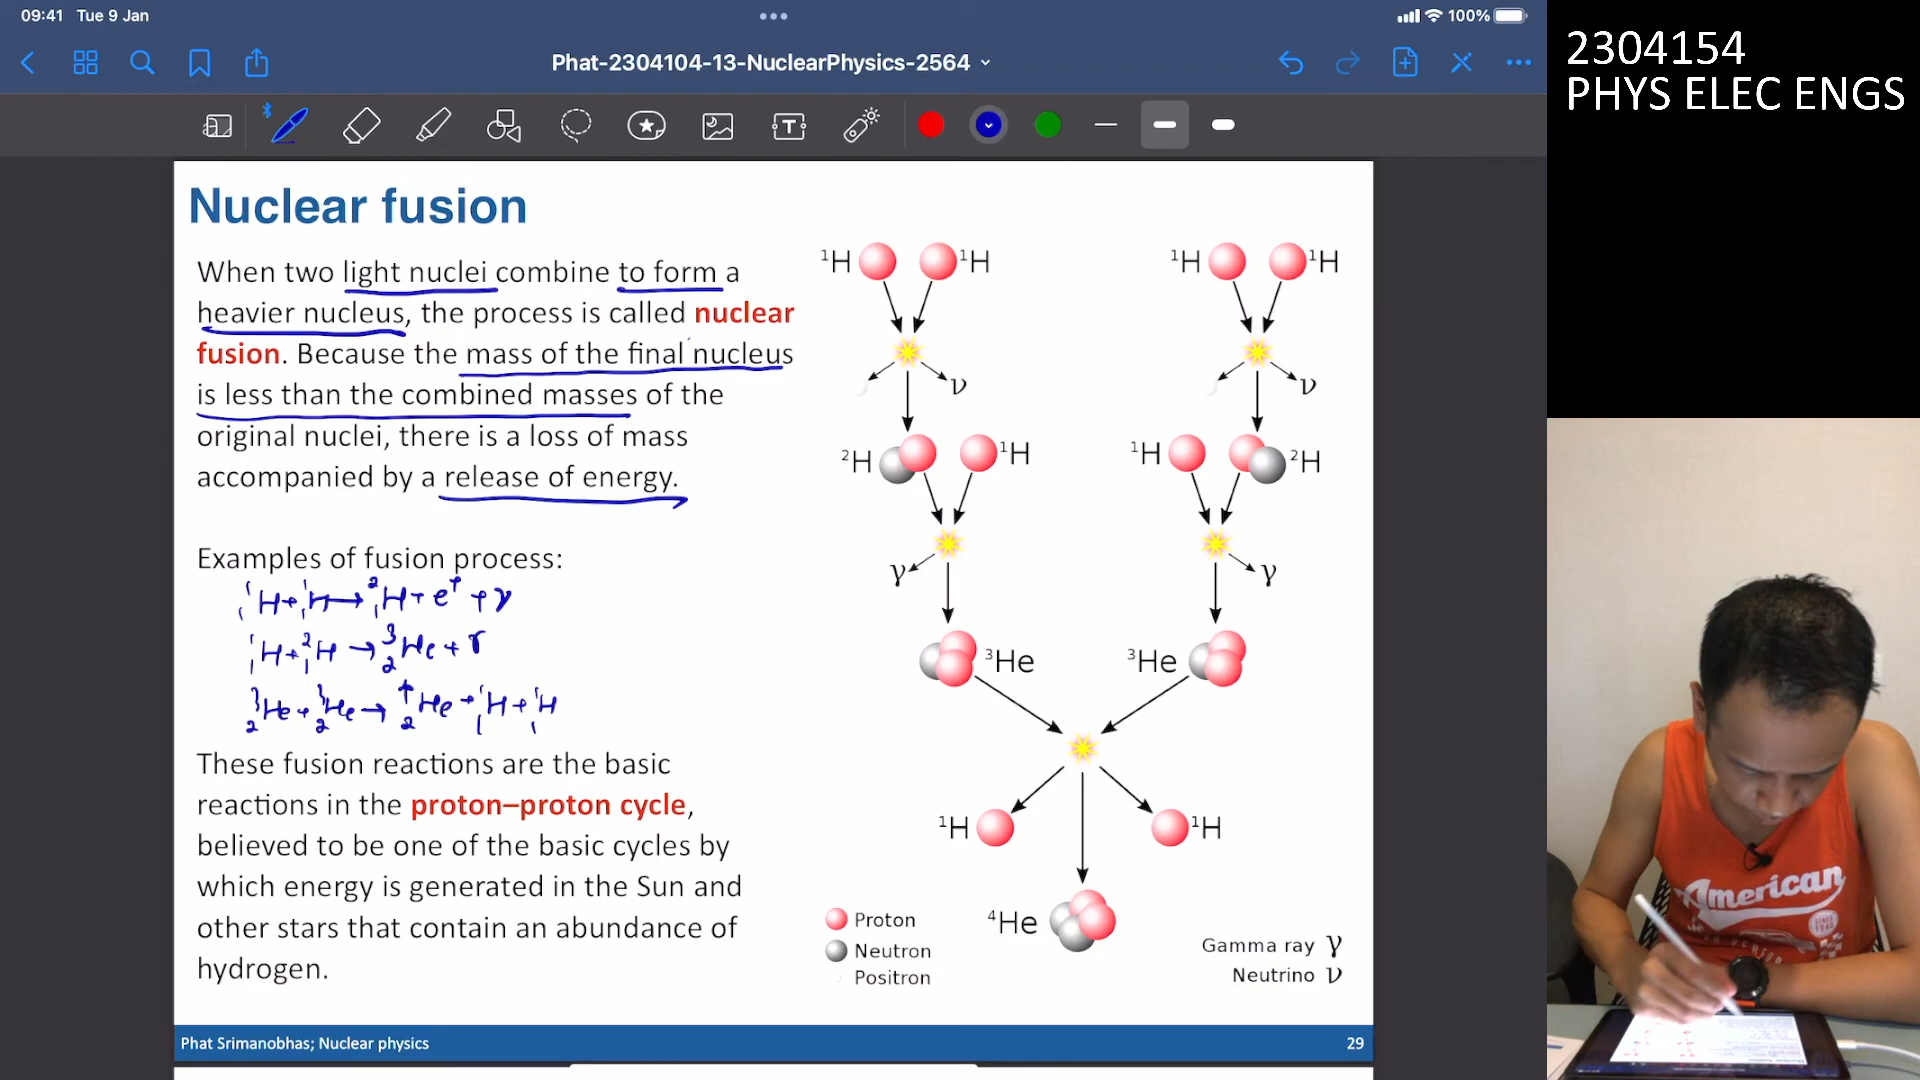 09:41 Tue 9 Jan
100%
Phat-2304104-13-NuclearPhysics-2564
2304154
PHYS ELEC ENGS
Nuclear fusion
When two light nuclei combine to form a
heavier nucleus, the process is called nuclear
fusion. Because the mass of the final nucleus
is less than the combined masses of the
original nuclei, there is a loss of mass
accompanied by a release of energy.
Examples of fusion process:
¹₁H + ¹₁H → ²₁H + e⁺ + ν
¹₁H + ²₁H → ³₂He + γ
³₂He + ³₂He → ⁴₂He + ¹₁H + ¹₁H
These fusion reactions are the basic
reactions in the proton–proton cycle,
believed to be one of the basic cycles by
which energy is generated in the Sun and
other stars that contain an abundance of
hydrogen.
¹H ¹H ¹H ¹H
ν ν
²H ¹H ¹H ²H
γ γ
³He ³He
¹H ¹H
⁴He
Proton
Neutron
Positron
Gamma ray γ
Neutrino ν
Phat Srimanobhas; Nuclear physics
29
American